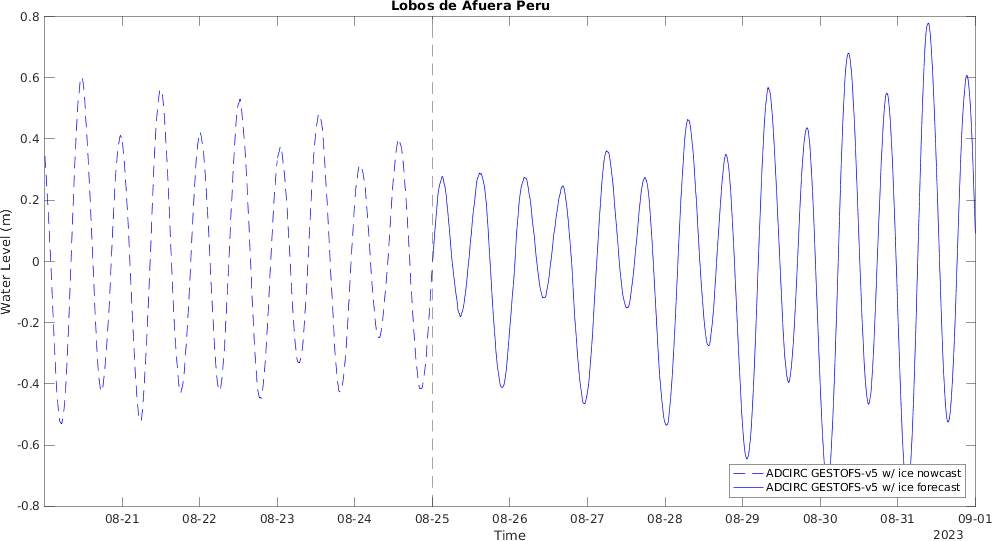 Lobos de Afuera Peru
0.8
0.6
0.4
0.2
0
-0.2
-0.4
-0.6
-0.8
Water Level (m)
08-21 08-22 08-23 08-24 08-25 08-26 08-27 08-28 08-29 08-30 08-31 09-01
Time
2023
ADCIRC GESTOFS-v5 w/ ice nowcast
ADCIRC GESTOFS-v5 w/ ice forecast